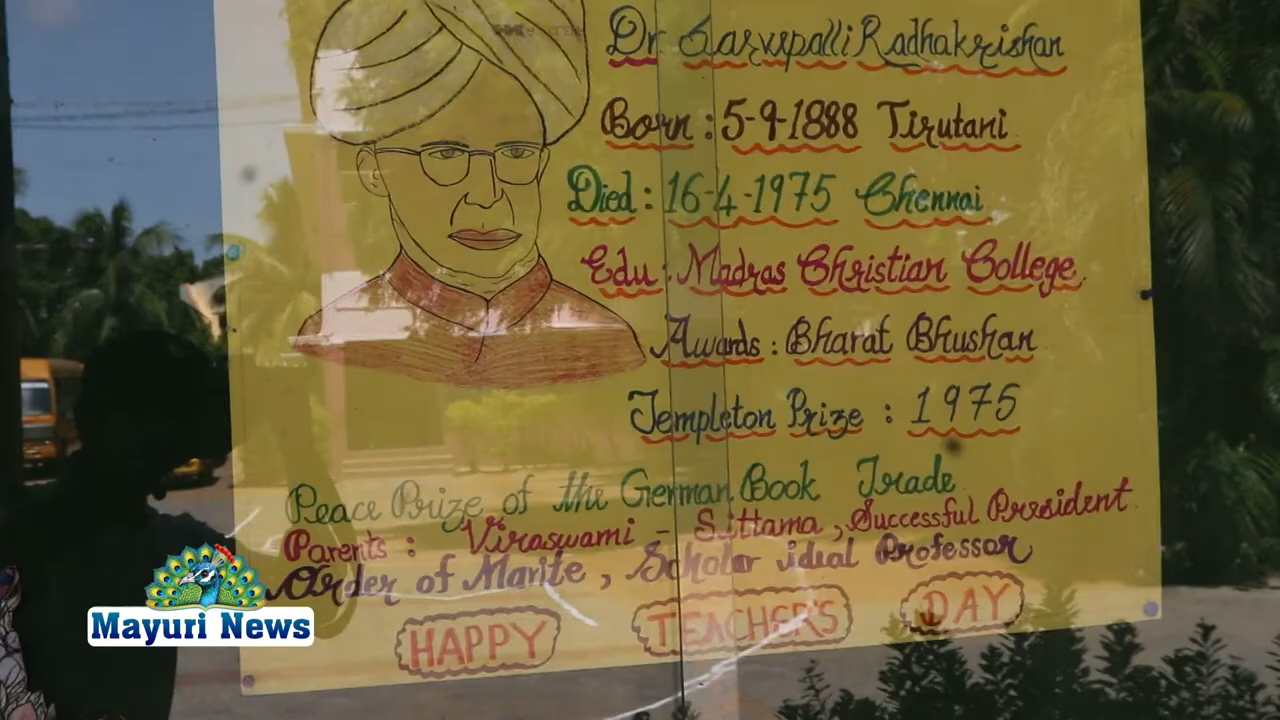 Dr Sarvepalli Radhakrishan
Born : 5-9-1888 Tirutani
Died : 16-4-1975 Chennai
Edu : Madras Christian College.
Awards : Bharat Bhushan
Templeton Prize : 1975
Peace Prize of the German Book Trade
Parents : Viraswami - Sittama, Successful President.
Order of Marite, Scholar ideal Professor
HAPPY TEACHER'S DAY
Mayuri News